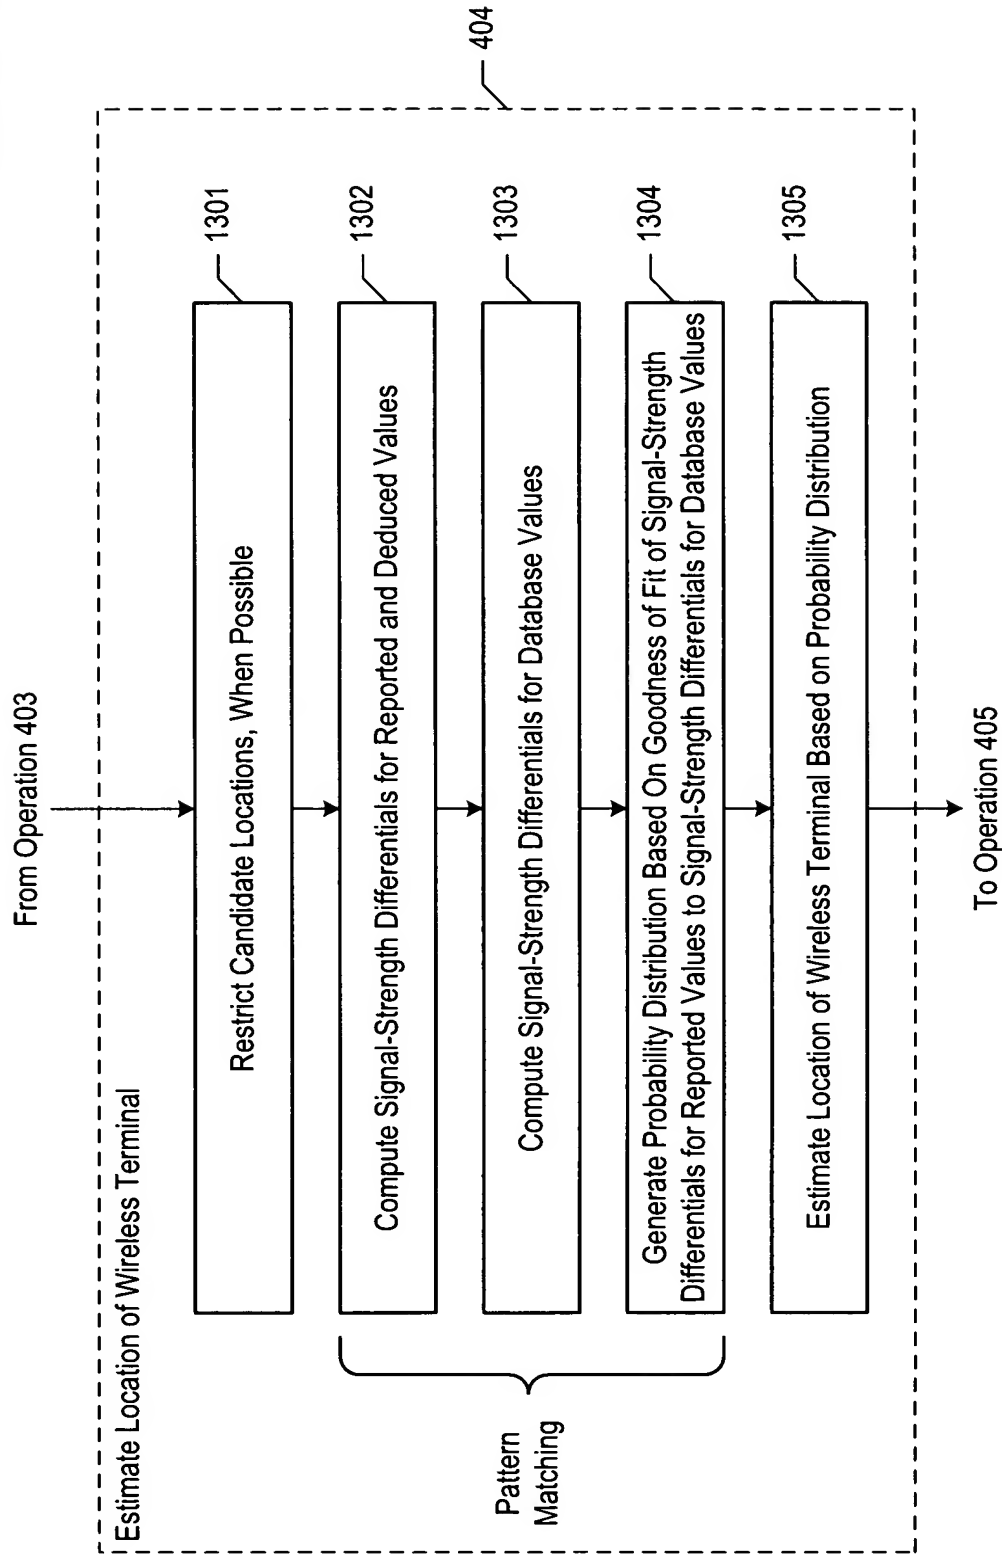 From Operation 403
404
Estimate Location of Wireless Terminal
1301
Restrict Candidate Locations, When Possible
1302
Compute Signal-Strength Differentials for Reported and Deduced Values
1303
Compute Signal-Strength Differentials for Database Values
1304
Generate Probability Distribution Based On Goodness of Fit of Signal-Strength
Differentials for Reported Values to Signal-Strength Differentials for Database Values
1305
Estimate Location of Wireless Terminal Based on Probability Distribution
Pattern
Matching
To Operation 405